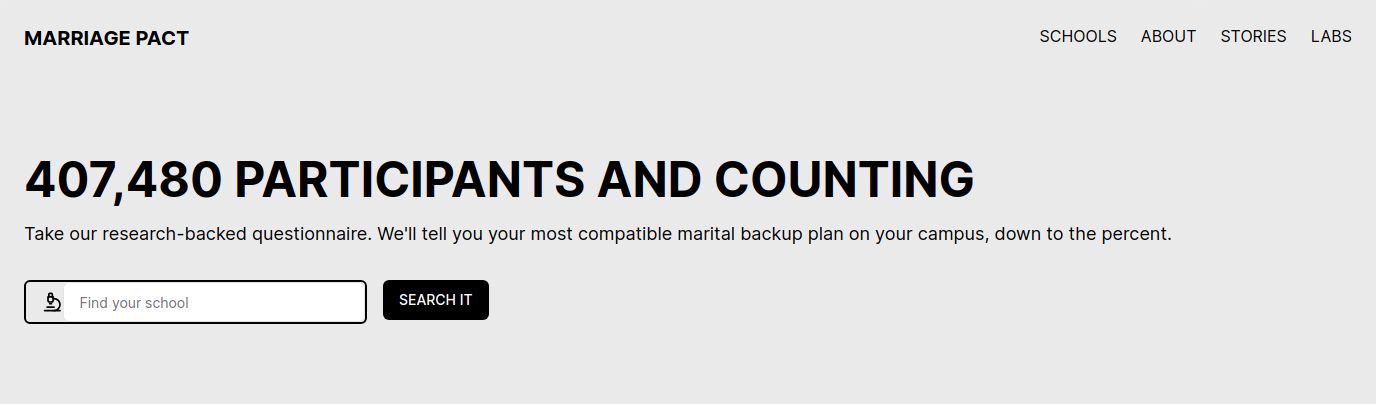 MARRIAGE PACT
SCHOOLS ABOUT STORIES LABS
407,480 PARTICIPANTS AND COUNTING
Take our research-backed questionnaire. We'll tell you your most compatible marital backup plan on your campus, down to the percent.
Find your school
SEARCH IT